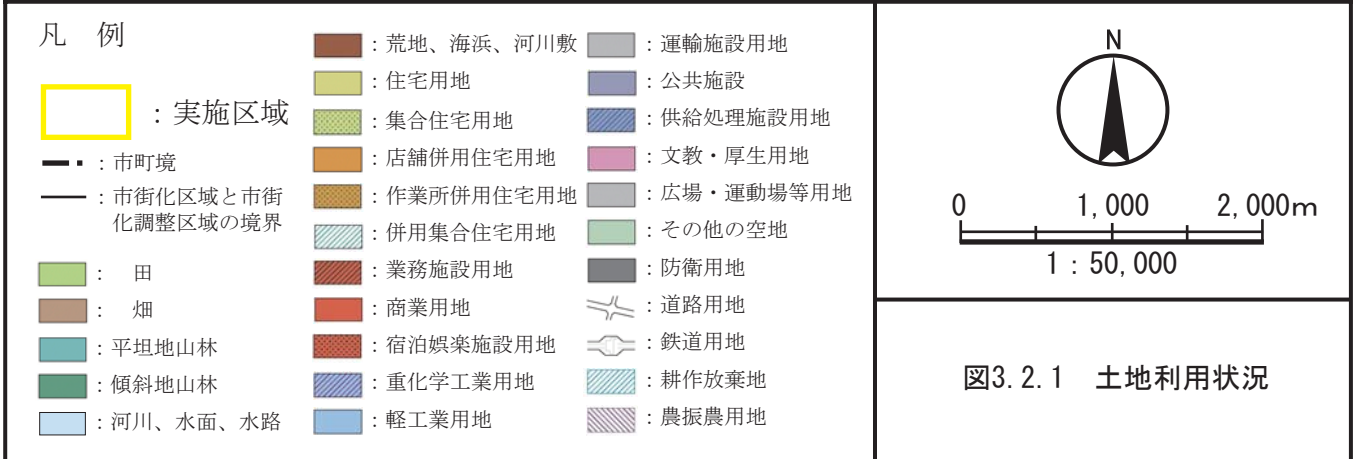 凡 例
：実施区域
：市町境
：市街化区域と市街
化調整区域の境界
： 田
： 畑
：平坦地山林
：傾斜地山林
：河川、水面、水路
：荒地、海浜、河川敷
：住宅用地
：集合住宅用地
：店舗併用住宅用地
：作業所併用住宅用地
：併用集合住宅用地
：業務施設用地
：商業用地
：宿泊娯楽施設用地
：重化学工業用地
：軽工業用地
：運輸施設用地
：公共施設
：供給処理施設用地
：文教・厚生用地
：広場・運動場等用地
：その他の空地
：防衛用地
：道路用地
：鉄道用地
：耕作放棄地
：農振農用地
N
0 1,000 2,000m
1：50,000
図3.2.1 土地利用状況